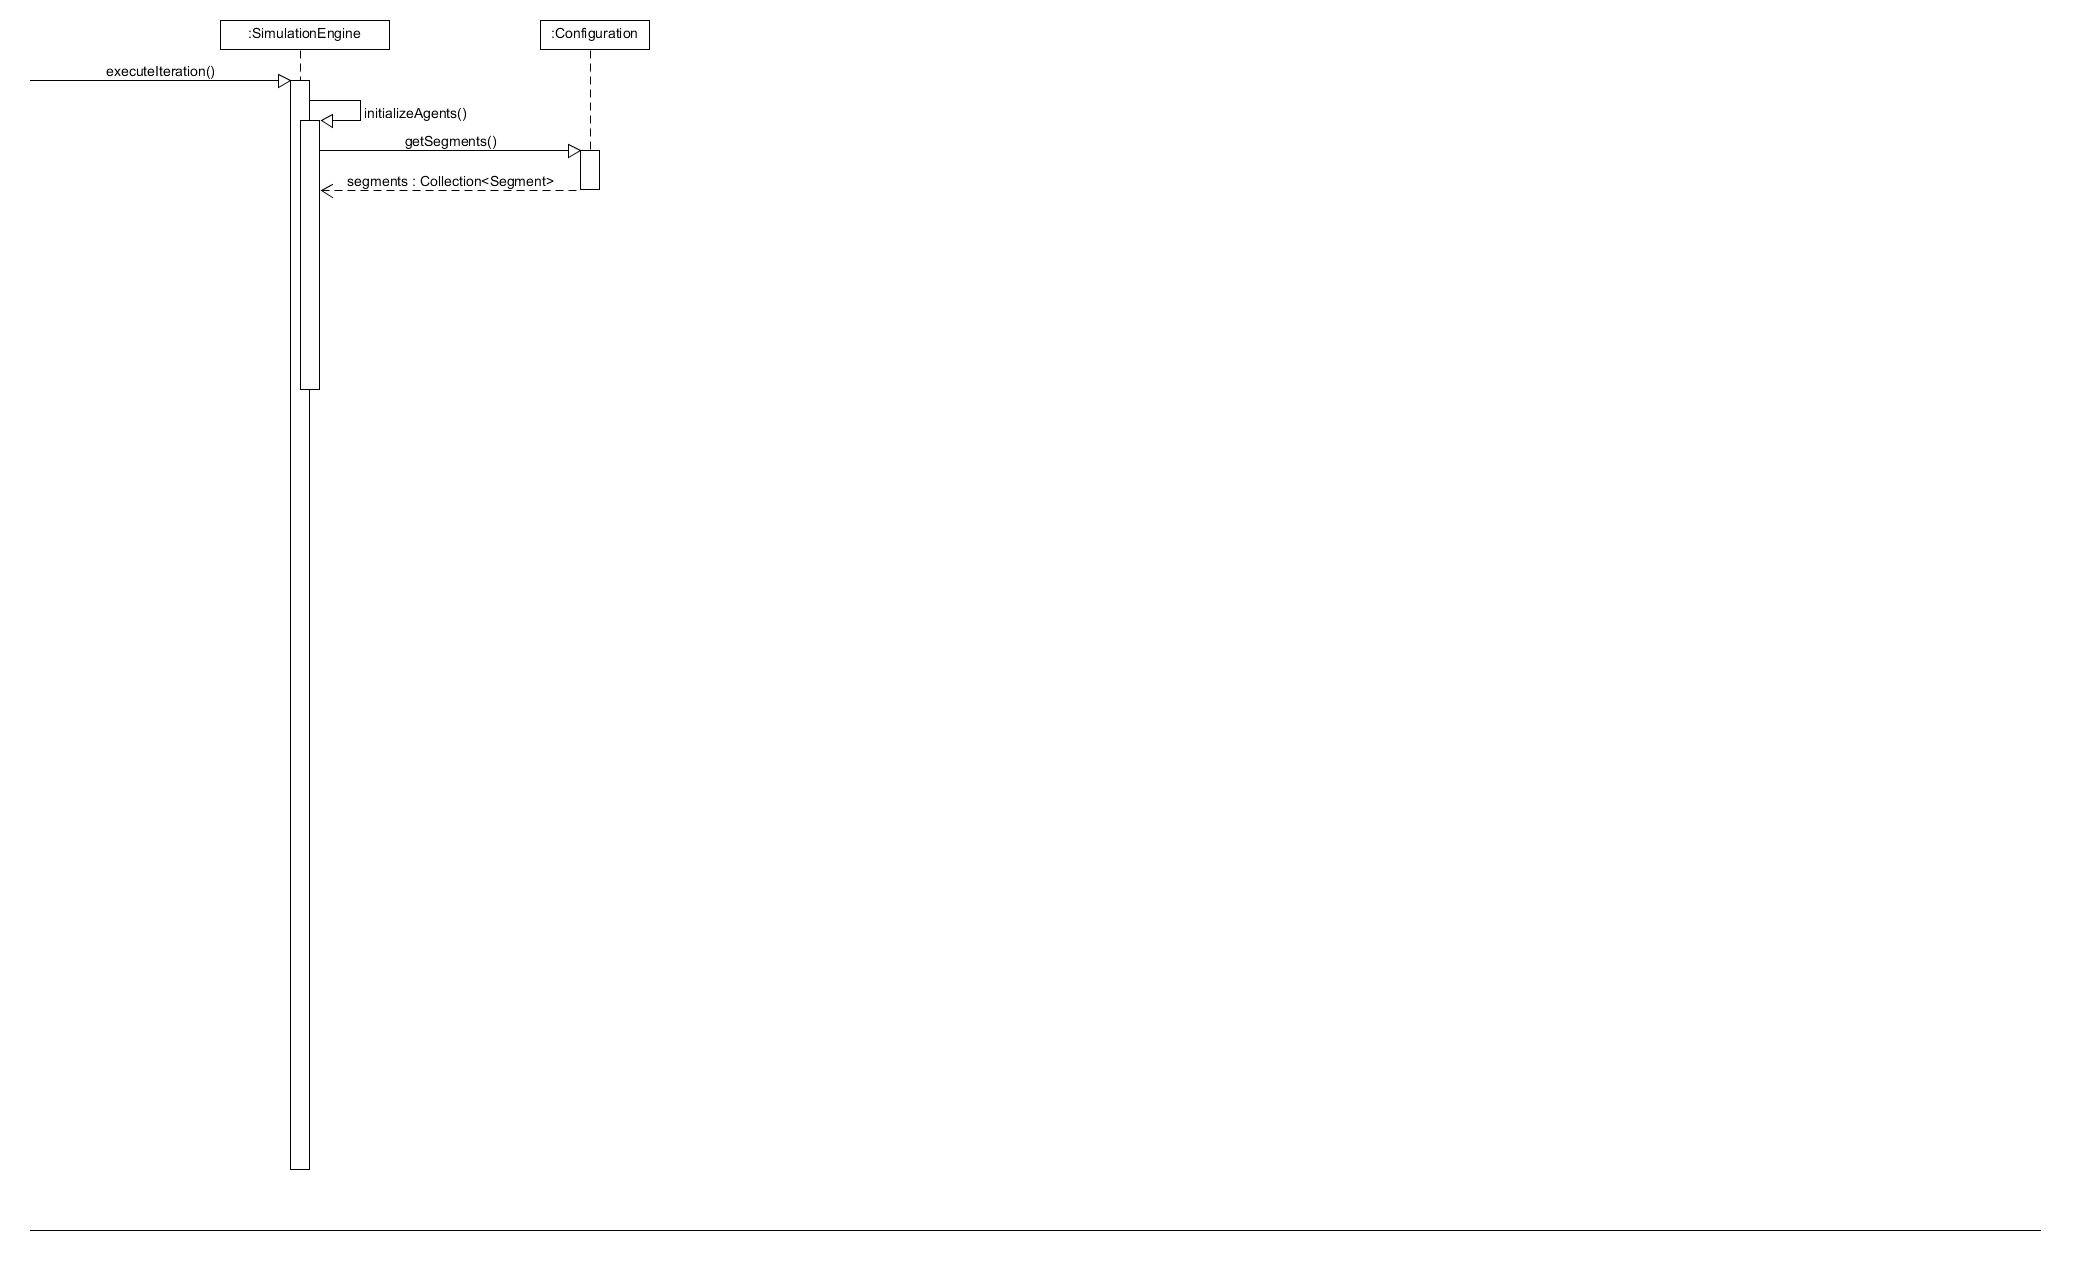 :SimulationEngine
:Configuration
executeIteration()
initializeAgents()
getSegments()
segments : Collection<Segment>